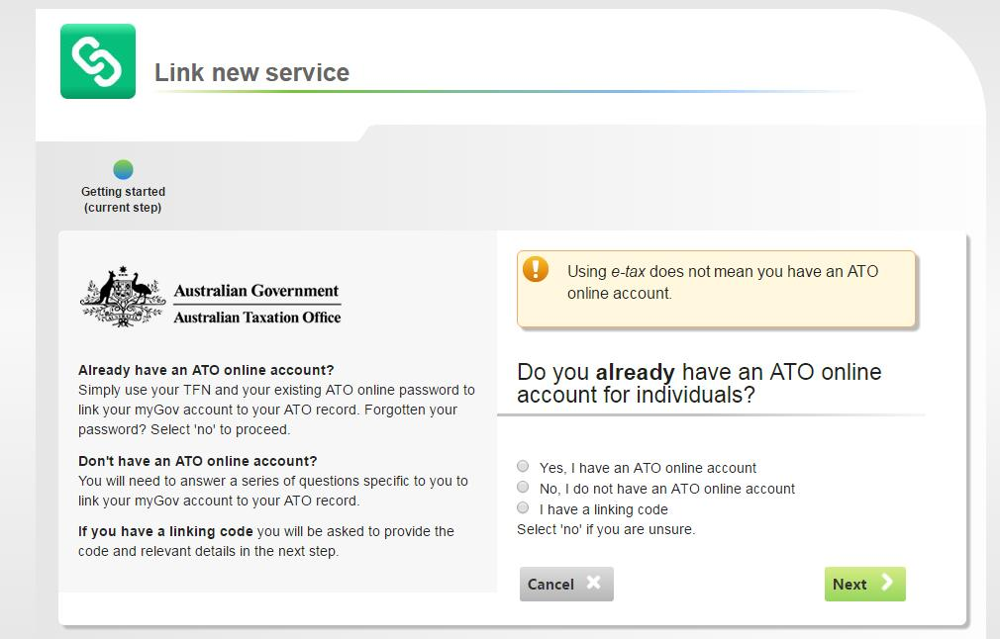 Link new service
Getting started
(current step)
Australian Government
Australian Taxation Office
Already have an ATO online account?
Simply use your TFN and your existing ATO online password to
link your myGov account to your ATO record. Forgotten your
password? Select 'no' to proceed.
Don't have an ATO online account?
You will need to answer a series of questions specific to you to
link your myGov account to your ATO record.
If you have a linking code you will be asked to provide the
code and relevant details in the next step.
Using e-tax does not mean you have an ATO
online account.
Do you already have an ATO online
account for individuals?
Yes, I have an ATO online account
No, I do not have an ATO online account
I have a linking code
Select 'no' if you are unsure.
Cancel
Next